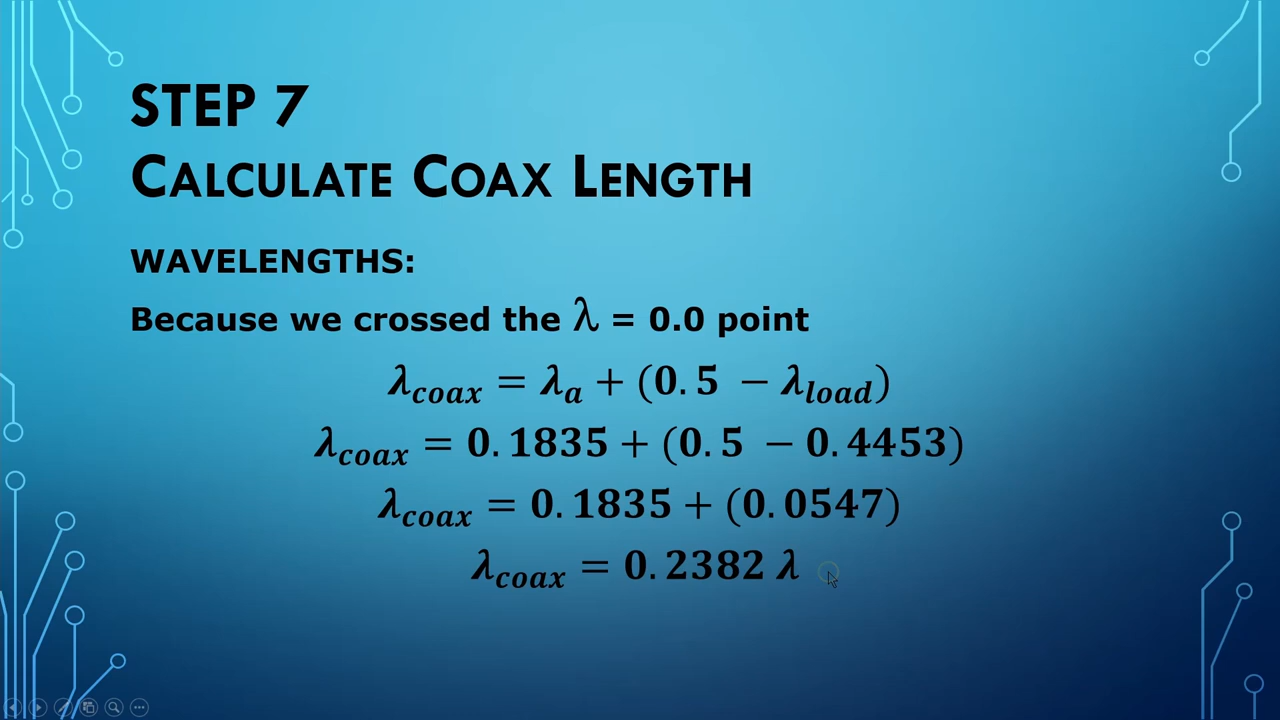 STEP 7
CALCULATE COAX LENGTH
WAVELENGTHS:
Because we crossed the λ = 0.0 point
λcoax = λa + (0.5 − λload)
λcoax = 0.1835 + (0.5 − 0.4453)
λcoax = 0.1835 + (0.0547)
λcoax = 0.2382 λ